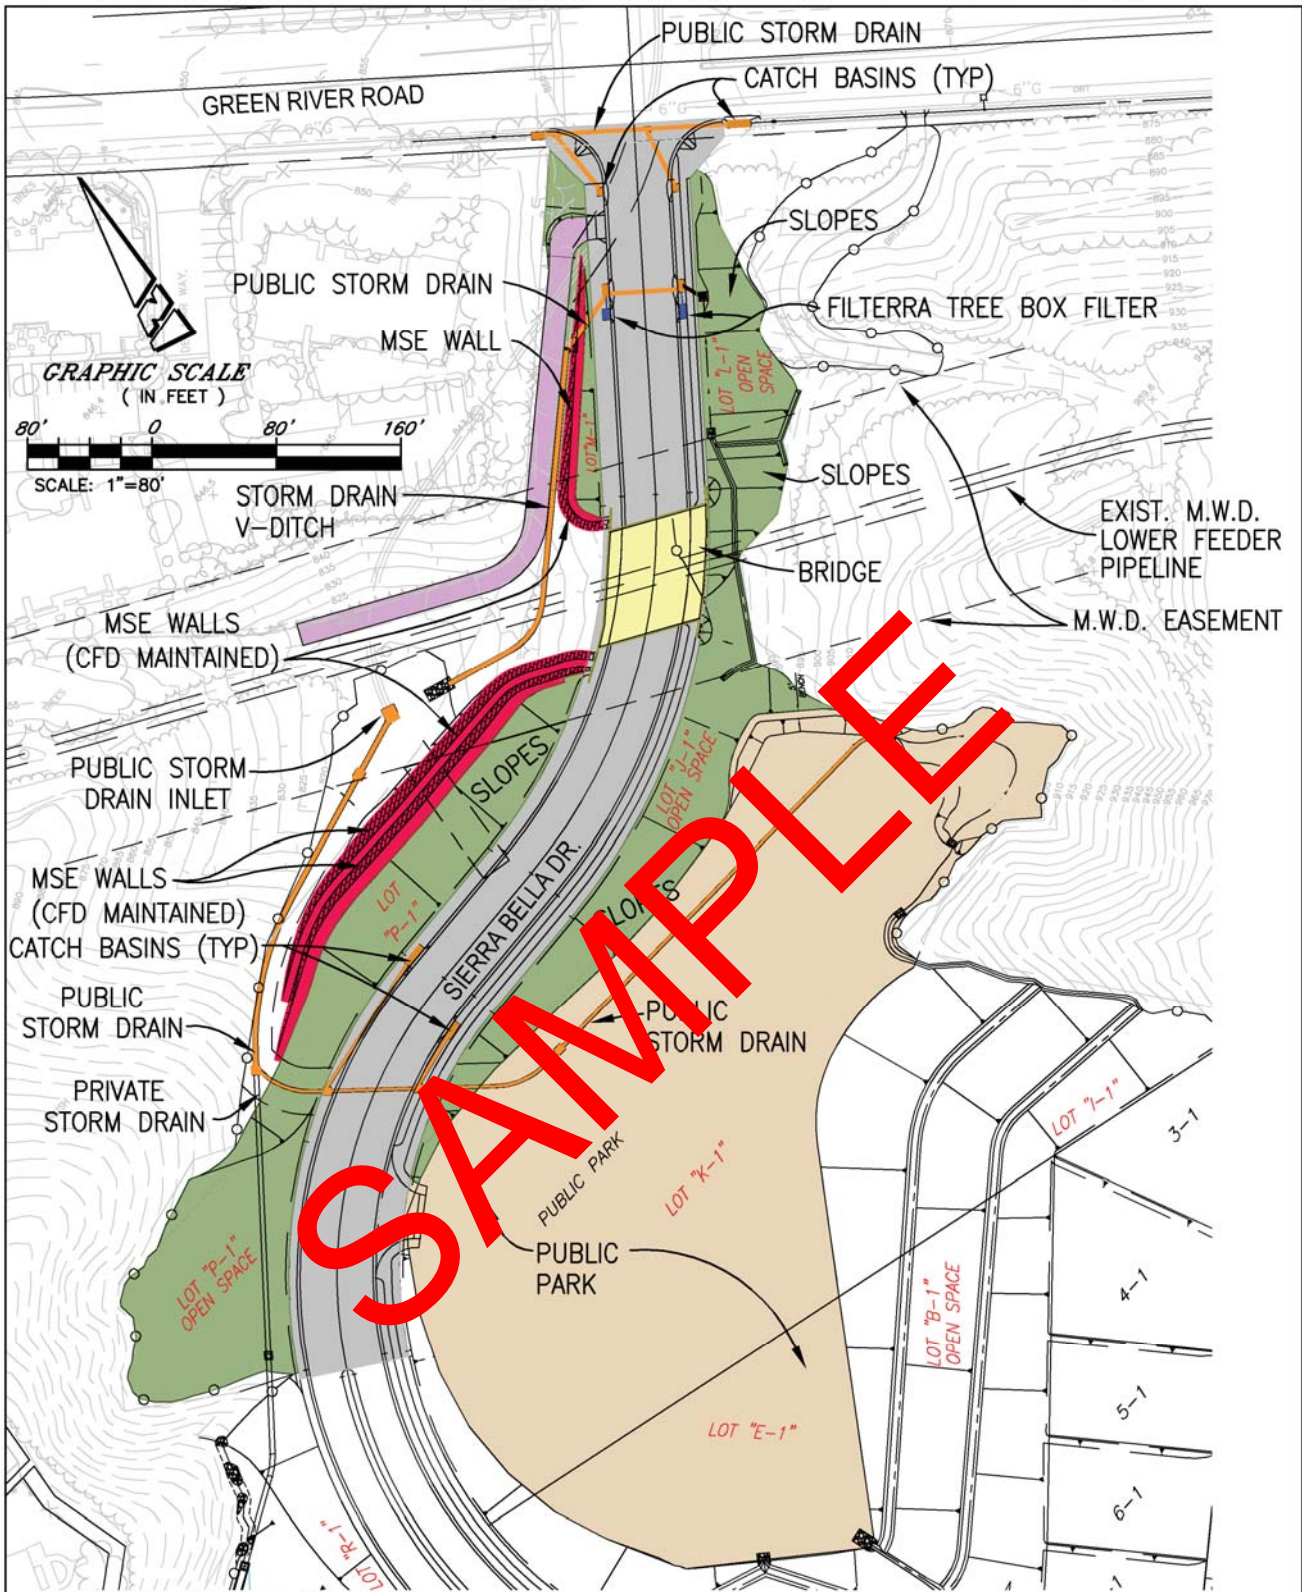 PUBLIC STORM DRAIN
CATCH BASINS (TYP)
GREEN RIVER ROAD
6"G
6"G
SLOPES
PUBLIC STORM DRAIN
FILTERRA TREE BOX FILTER
MSE WALL
GRAPHIC SCALE
( IN FEET )
80'
0
80'
160'
SCALE: 1"=80'
LOT "L-1"
OPEN
SPACE
LOT "M-1"
SLOPES
STORM DRAIN
V-DITCH
EXIST. M.W.D.
LOWER FEEDER
PIPELINE
BRIDGE
M.W.D. EASEMENT
MSE WALLS
(CFD MAINTAINED)
PUBLIC STORM
DRAIN INLET
SLOPES
LOT "J-1"
OPEN SPACE
MSE WALLS
(CFD MAINTAINED)
LOT
"P-1"
SIERRA BELLA DR.
SLOPES
CATCH BASINS (TYP)
PUBLIC
STORM DRAIN
PUBLIC
STORM DRAIN
PRIVATE
STORM DRAIN
SAMPLE
PUBLIC PARK
LOT "K-1"
LOT "I-1"
3-1
PUBLIC
PARK
LOT "P-1"
OPEN SPACE
LOT "B-1"
OPEN SPACE
4-1
5-1
LOT "E-1"
6-1
LOT "R-1"